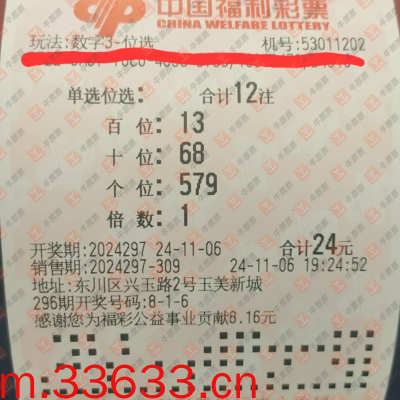 中国福利彩票
CHINA WELFARE LOTTERY
玩法:数字3-位选 机号:53011202
单选位选: 合计12注
百位:13
十位:68
个位:579
倍数:1
开奖期:2024297 24-11-06 合计24元
销售期:2024297-309 24-11-06 19:24:52
地址:东川区兴玉路2号玉美新城
296期开奖号码:8-1-6
感谢您为福彩公益事业贡献8.16元
m.33633.cn